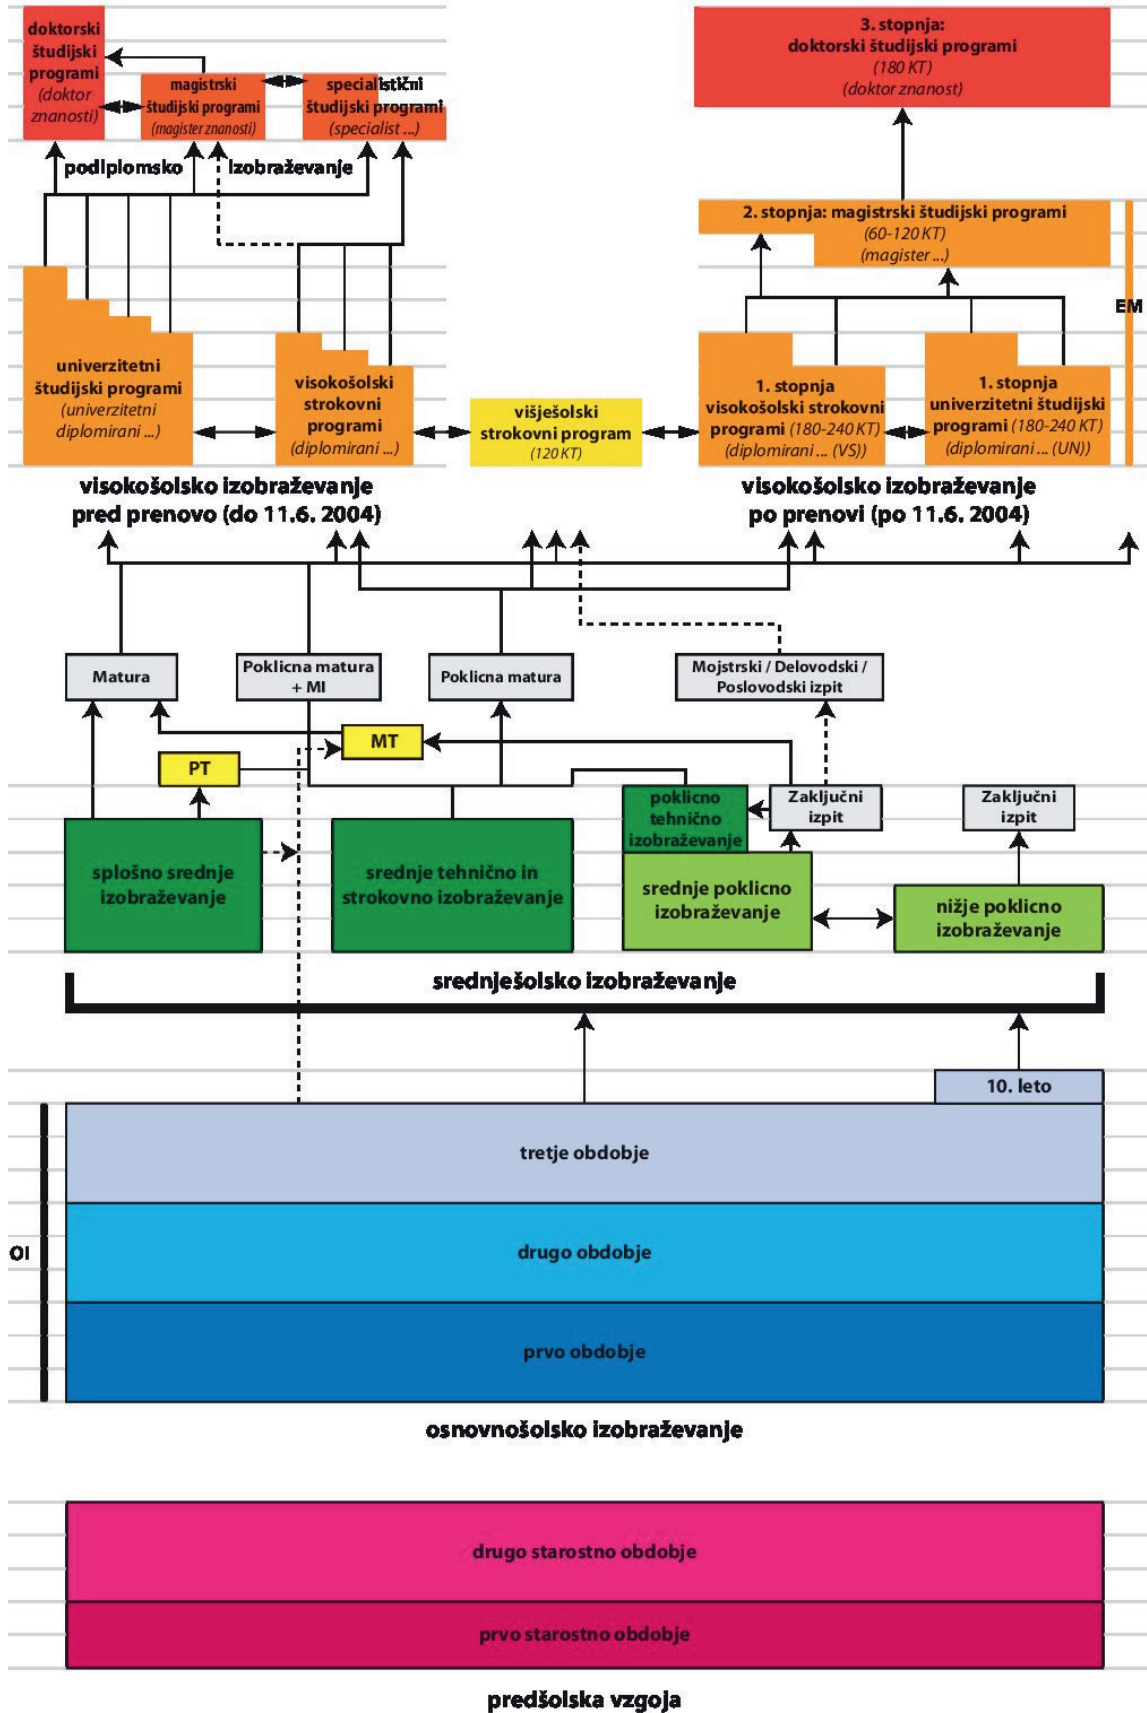 doktorski
študijski
programi
(doktor
znanosti)
magistrski
študijski programi
(magister znanosti)
specialistični
študijski programi
(specialist ...)
podiplomsko izobraževanje
3. stopnja:
doktorski študijski programi
(180 KT)
(doktor znanost)
2. stopnja: magistrski študijski programi
(60-120 KT)
(magister ...)
EM
univerzitetni
študijski programi
(univerzitetni
diplomirani ...)
visokošolski
strokovni
programi
(diplomirani ...)
višješolski
strokovni program
(120 KT)
1. stopnja
visokošolski strokovni
programi (180-240 KT)
(diplomirani ... (VS))
1. stopnja
univerzitetni študijski
programi (180-240 KT)
(diplomirani ... (UN))
visokošolsko izobraževanje
pred prenovo (do 11.6. 2004)
visokošolsko izobraževanje
po prenovi (po 11.6. 2004)
Matura
Poklicna matura
+ MI
Poklicna matura
Mojstrski / Delovodski /
Poslovodski izpit
MT
PT
poklicno
tehnično
izobraževanje
Zaključni
izpit
Zaključni
izpit
splošno srednje
izobraževanje
srednje tehnično in
strokovno izobraževanje
srednje poklicno
izobraževanje
nižje poklicno
izobraževanje
srednješolsko izobraževanje
10. leto
tretje obdobje
OI
drugo obdobje
prvo obdobje
osnovnošolsko izobraževanje
drugo starostno obdobje
prvo starostno obdobje
predšolska vzgoja